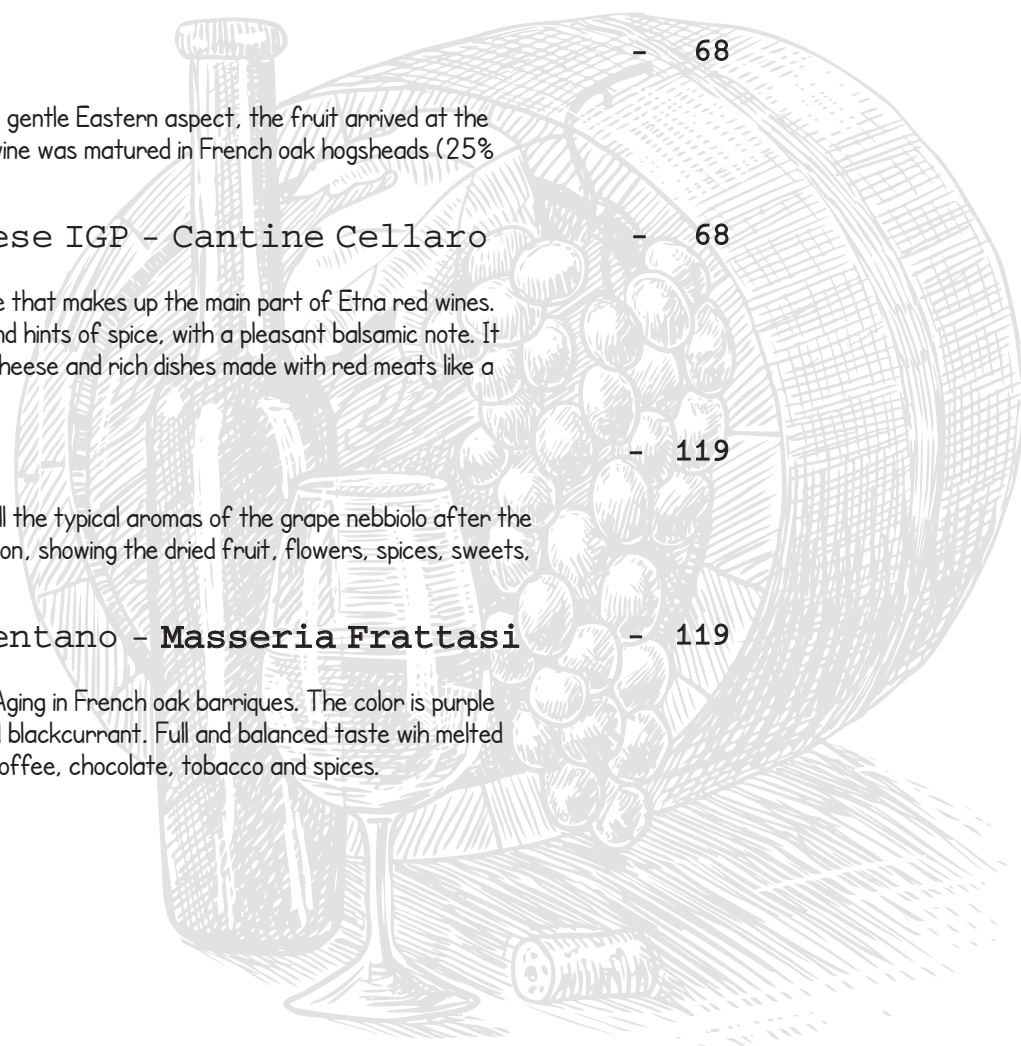 - 68
gentle Eastern aspect, the fruit arrived at the
wine was matured in French oak hogsheads (25%
ese IGP - Cantine Cellaro - 68
e that makes up the main part of Etna red wines.
nd hints of spice, with a pleasant balsamic note. It
cheese and rich dishes made with red meats like a
- 119
ll the typical aromas of the grape nebbiolo after the
on, showing the dried fruit, flowers, spices, sweets,
entano - Masseria Frattasi - 119
Aging in French oak barriques. The color is purple
blackcurrant. Full and balanced taste wih melted
offee, chocolate, tobacco and spices.